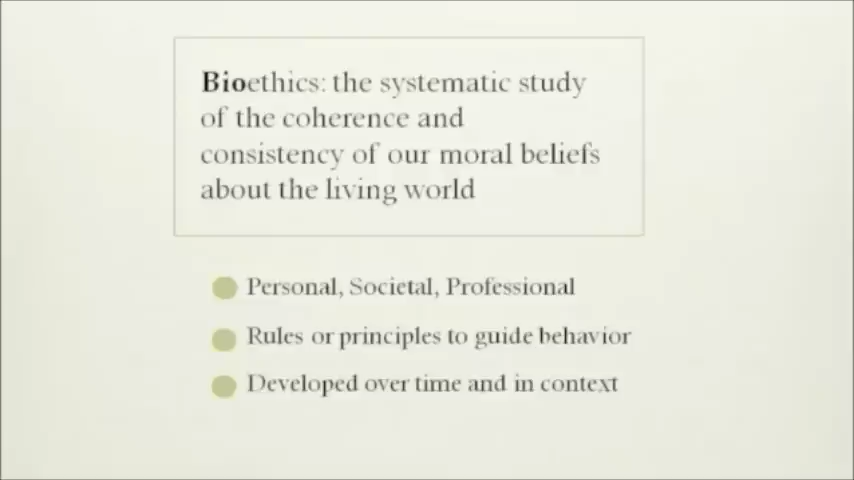 Bioethics: the systematic study
of the coherence and
consistency of our moral beliefs
about the living world
Personal, Societal, Professional
Rules or principles to guide behavior
Developed over time and in context